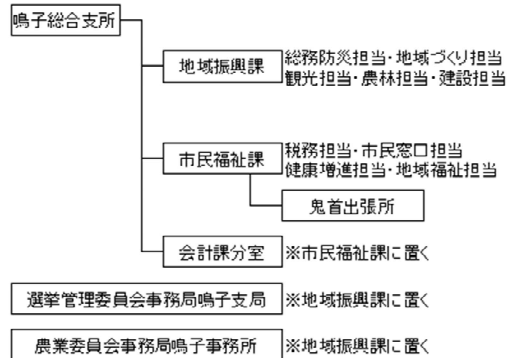 鳴子総合支所
地域振興課
総務防災担当・地域づくり担当
観光担当・農林担当・建設担当
市民福祉課
税務担当・市民窓口担当
健康増進担当・地域福祉担当
鬼首出張所
会計課分室
※市民福祉課に置く
選挙管理委員会事務局鳴子支局
※地域振興課に置く
農業委員会事務局鳴子事務所
※地域振興課に置く